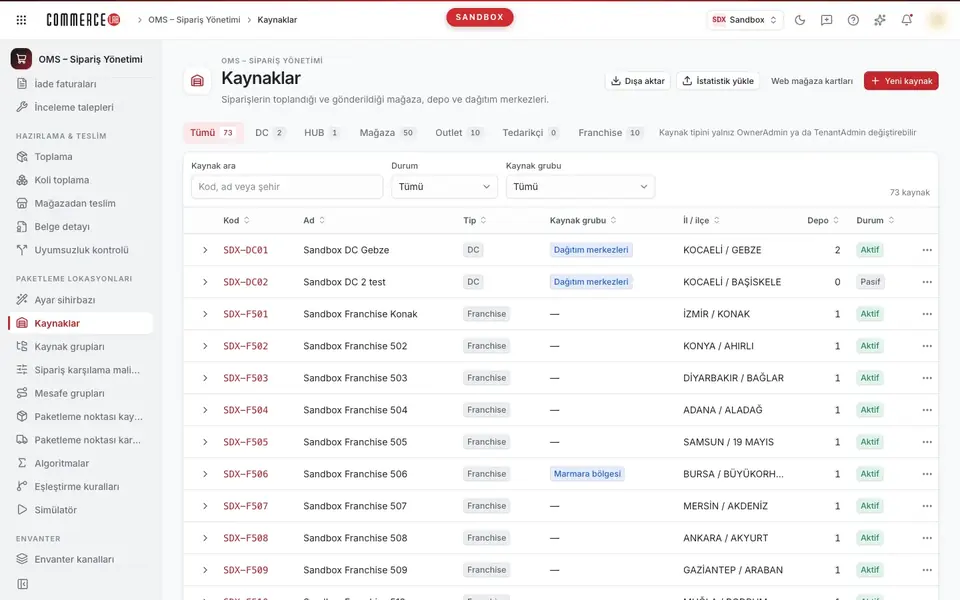 COMMERCE
OMS – Sipariş Yönetimi
Kaynaklar
SANDBOX
SDX Sandbox
OMS – Sipariş Yönetimi
İade faturaları
İnceleme talepleri
HAZIRLAMA & TESLİM
Toplama
Koli toplama
Mağazadan teslim
Belge detayı
Uyumsuzluk kontrolü
PAKETLEME LOKASYONLARI
Ayar sihirbazı
Kaynaklar
Kaynak grupları
Sipariş karşılama mali...
Mesafe grupları
Paketleme noktası kay...
Paketleme noktası kar...
Algoritmalar
Eşleştirme kuralları
Simülatör
ENVANTER
Envanter kanalları
OMS – SİPARİŞ YÖNETİMİ
Kaynaklar
Siparişlerin toplandığı ve gönderildiği mağaza, depo ve dağıtım merkezleri.
Dışa aktar
İstatistik yükle
Web mağaza kartları
+ Yeni kaynak
Tümü 73 DC 2 HUB 1 Mağaza 50 Outlet 10 Tedarikçi 0 Franchise 10 Kaynak tipini yalnız OwnerAdmin ya da TenantAdmin değiştirebilir
Kaynak ara Durum Kaynak grubu
Kod, ad veya şehir Tümü Tümü
73 kaynak
Kod Ad Tip Kaynak grubu İl / ilçe Depo Durum
SDX-DC01 Sandbox DC Gebze DC Dağıtım merkezleri KOCAELİ / GEBZE 2 Aktif
SDX-DC02 Sandbox DC 2 test DC Dağıtım merkezleri KOCAELİ / BAŞİSKELE 0 Pasif
SDX-F501 Sandbox Franchise Konak Franchise — İZMİR / KONAK 1 Aktif
SDX-F502 Sandbox Franchise 502 Franchise — KONYA / AHIRLI 1 Aktif
SDX-F503 Sandbox Franchise 503 Franchise — DİYARBAKIR / BAĞLAR 1 Aktif
SDX-F504 Sandbox Franchise 504 Franchise — ADANA / ALADAĞ 1 Aktif
SDX-F505 Sandbox Franchise 505 Franchise — SAMSUN / 19 MAYIS 1 Aktif
SDX-F506 Sandbox Franchise 506 Franchise Marmara bölgesi BURSA / BÜYÜKORH... 1 Aktif
SDX-F507 Sandbox Franchise 507 Franchise — MERSİN / AKDENİZ 1 Aktif
SDX-F508 Sandbox Franchise 508 Franchise — ANKARA / AKYURT 1 Aktif
SDX-F509 Sandbox Franchise 509 Franchise — GAZİANTEP / ARABAN 1 Aktif